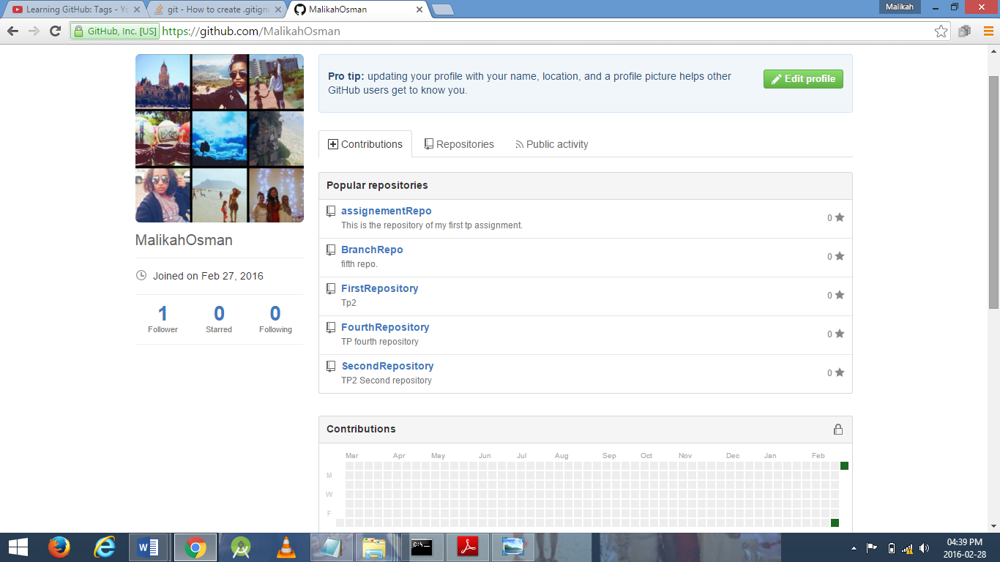 Learning GitHub: Tags - Yo
git - How to create .gitign
MalikahOsman
Malikah
GitHub, Inc. [US]
https://github.com/MalikahOsman
Pro tip: updating your profile with your name, location, and a profile picture helps other
GitHub users get to know you.
Edit profile
Contributions
Repositories
Public activity
MalikahOsman
Joined on Feb 27, 2016
1
Follower
0
Starred
0
Following
Popular repositories
assignementRepo
This is the repository of my first tp assignment.
0
BranchRepo
fifth repo.
0
FirstRepository
Tp2
0
FourthRepository
TP fourth repository
0
SecondRepository
TP2 Second repository
0
Contributions
Mar Apr May Jun Jul Aug Sep Oct Nov Dec Jan Feb
M
W
F
C:\_
04:39 PM
2016-02-28